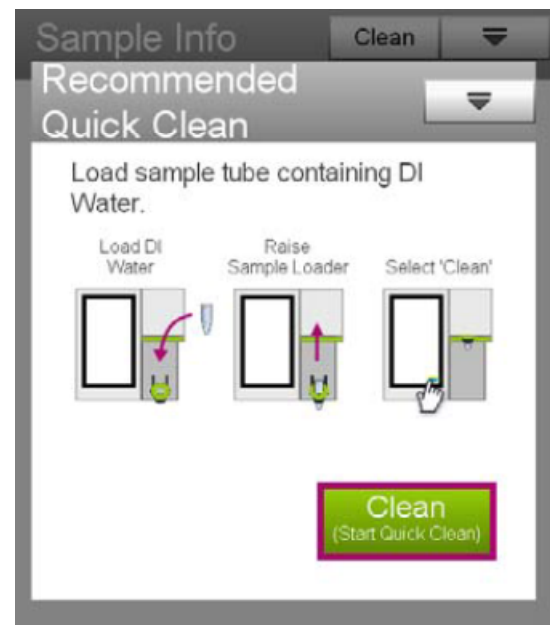 Sample Info
Clean
Recommended
Quick Clean
Load sample tube containing DI
Water.
Load DI
Water
Raise
Sample Loader
Select 'Clean'
Clean
(Start Quick Clean)